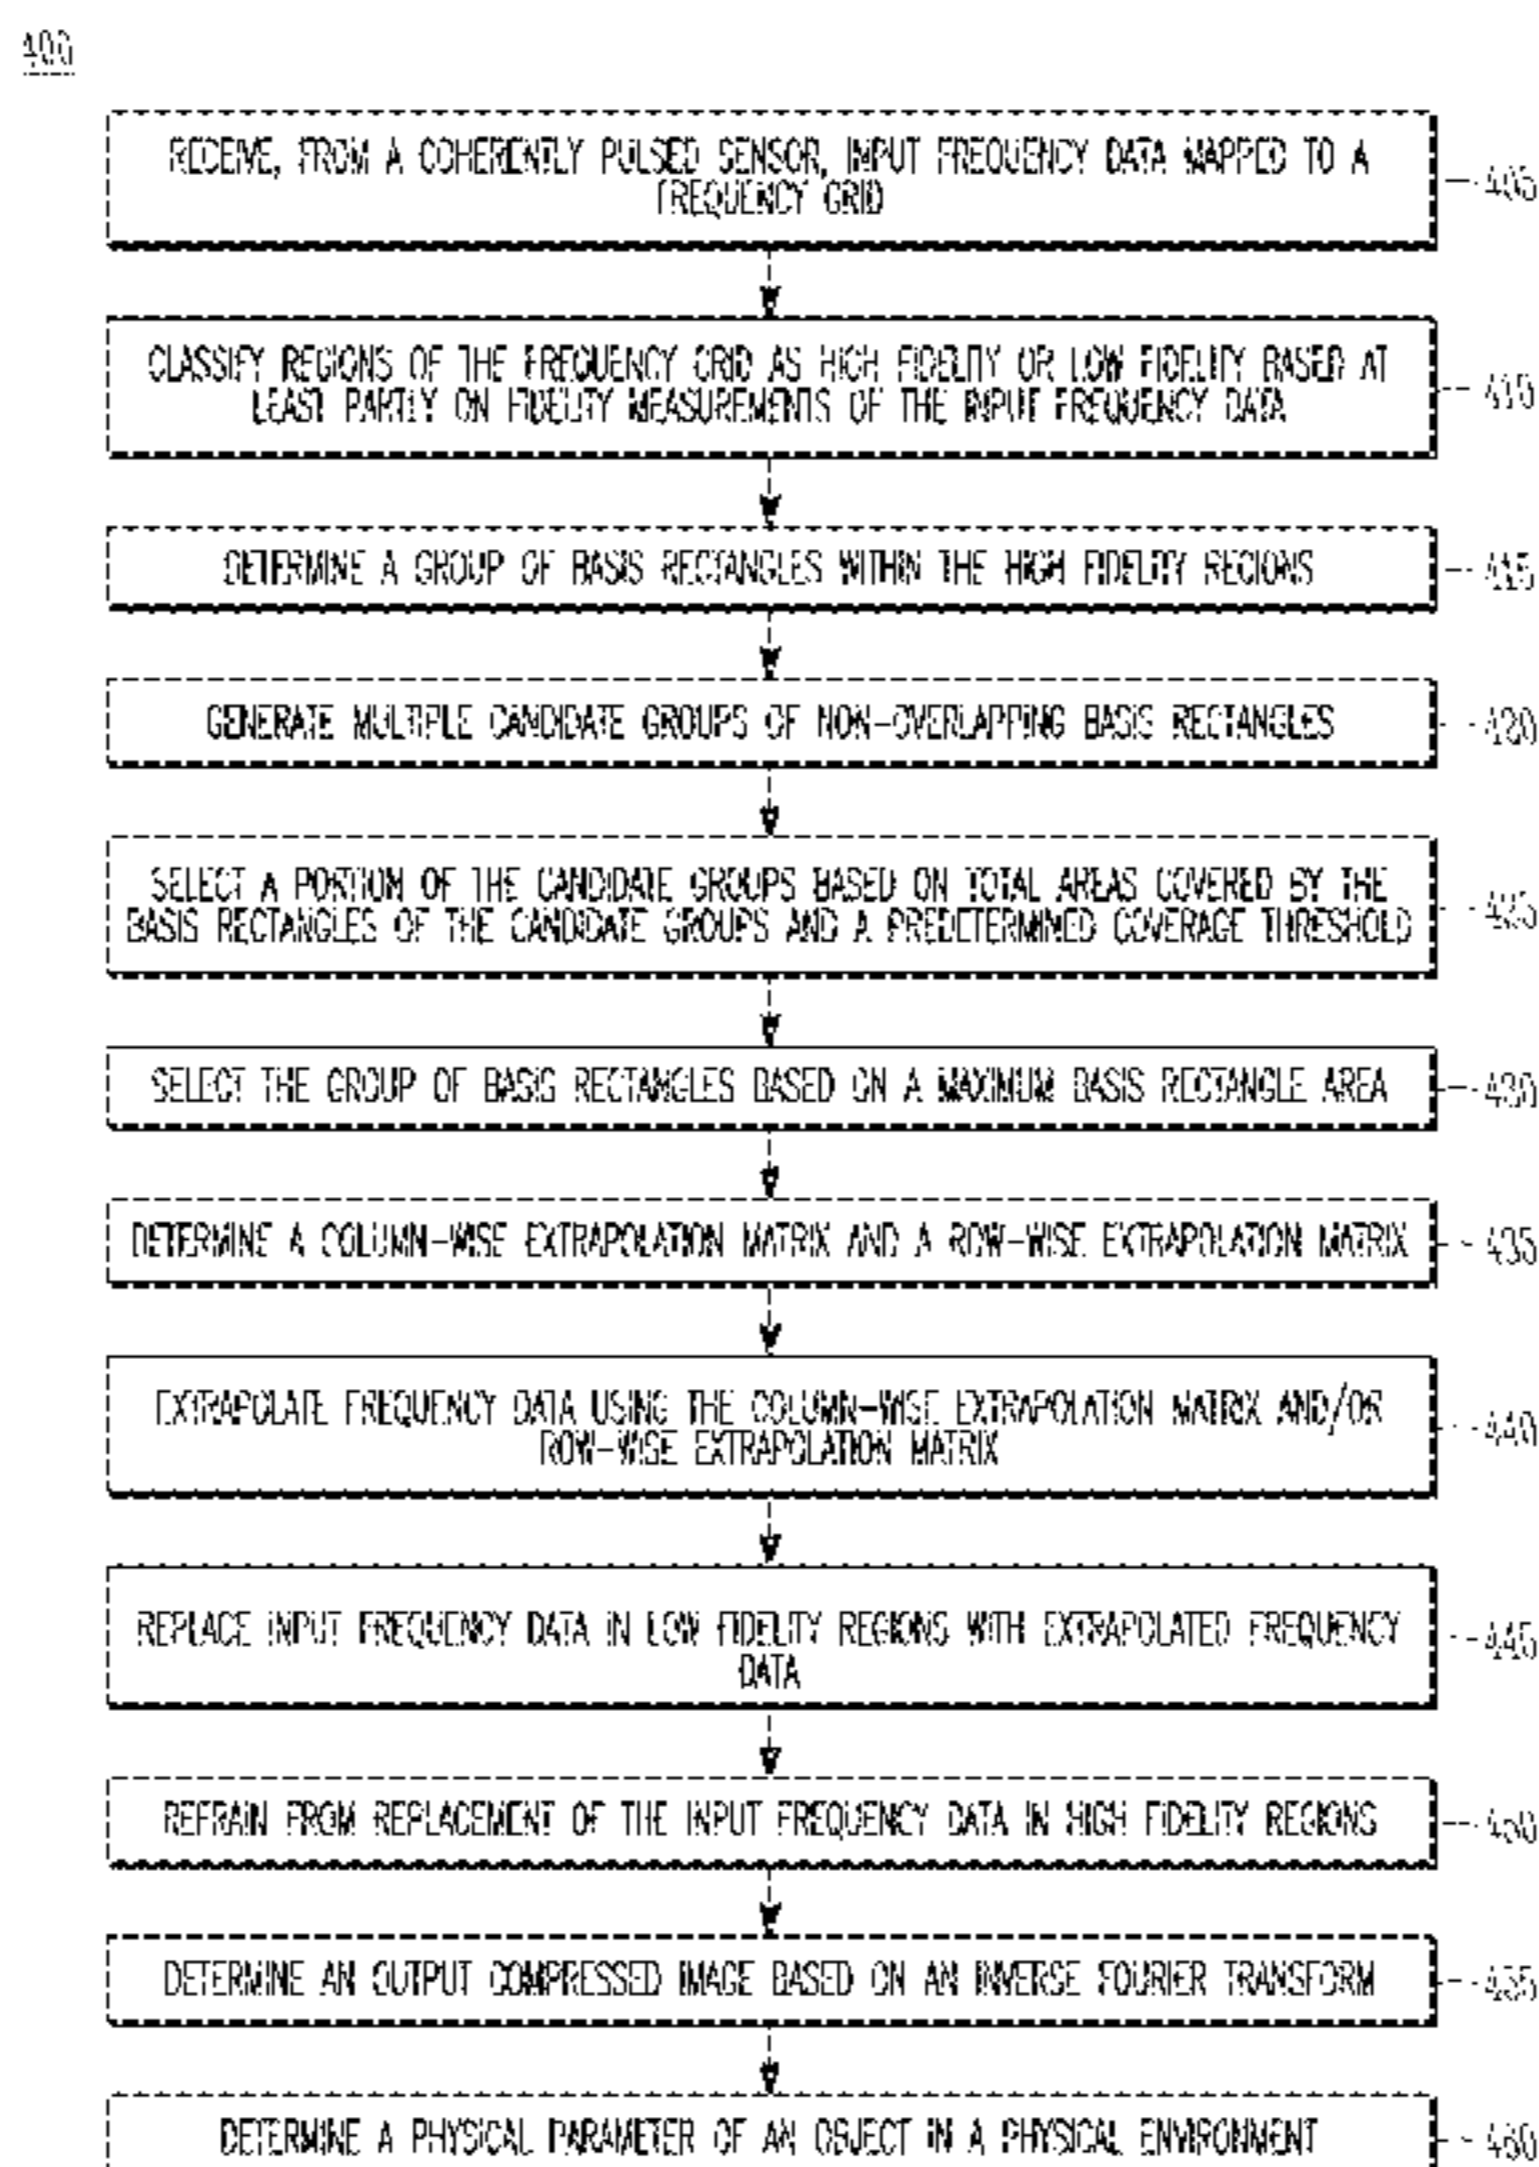 400
RECEIVE, FROM A COHERENTLY PULSED SENSOR, INPUT FREQUENCY DATA MAPPED TO A
FREQUENCY GRID
405
CLASSIFY REGIONS OF THE FREQUENCY GRID AS HIGH FIDELITY OR LOW FIDELITY BASED AT
LEAST PARTLY ON FIDELITY MEASUREMENTS OF THE INPUT FREQUENCY DATA
410
DETERMINE A GROUP OF BASIS RECTANGLES WITHIN THE HIGH FIDELITY REGIONS
415
GENERATE MULTIPLE CANDIDATE GROUPS OF NON-OVERLAPPING BASIS RECTANGLES
420
SELECT A PORTION OF THE CANDIDATE GROUPS BASED ON TOTAL AREAS COVERED BY THE
BASIS RECTANGLES OF THE CANDIDATE GROUPS AND A PREDETERMINED COVERAGE THRESHOLD
425
SELECT THE GROUP OF BASIS RECTANGLES BASED ON A MAXIMUM BASIS RECTANGLE AREA
430
DETERMINE A COLUMN-WISE EXTRAPOLATION MATRIX AND A ROW-WISE EXTRAPOLATION MATRIX
435
EXTRAPOLATE FREQUENCY DATA USING THE COLUMN-WISE EXTRAPOLATION MATRIX AND/OR
ROW-WISE EXTRAPOLATION MATRIX
440
REPLACE INPUT FREQUENCY DATA IN LOW FIDELITY REGIONS WITH EXTRAPOLATED FREQUENCY
DATA
445
REFRAIN FROM REPLACEMENT OF THE INPUT FREQUENCY DATA IN HIGH FIDELITY REGIONS
450
DETERMINE AN OUTPUT COMPRESSED IMAGE BASED ON AN INVERSE FOURIER TRANSFORM
455
DETERMINE A PHYSICAL PARAMETER OF AN OBJECT IN A PHYSICAL ENVIRONMENT
460